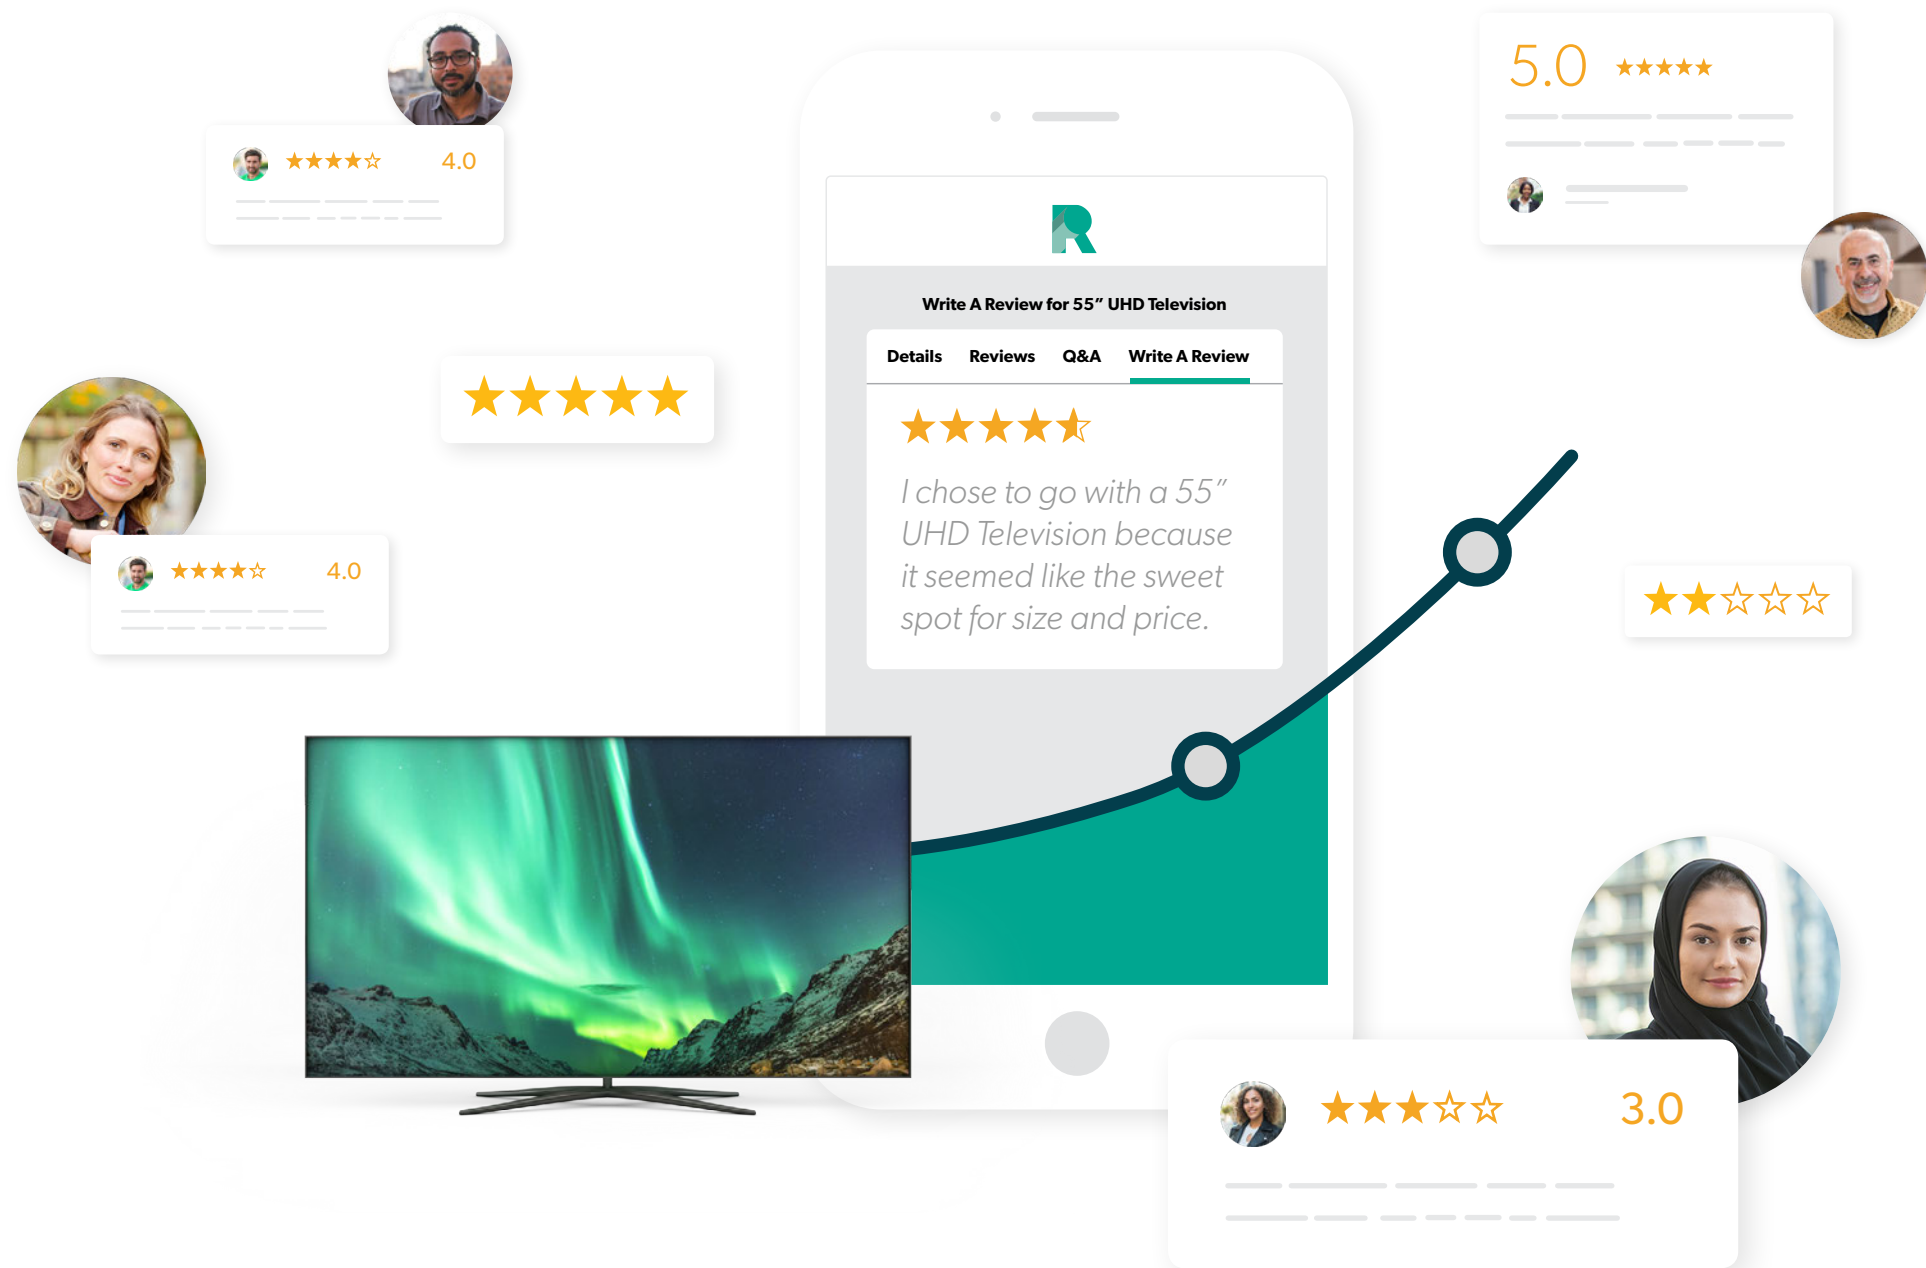 4.0
5.0
Write A Review for 55” UHD Television
Details Reviews Q&A Write A Review
I chose to go with a 55”
UHD Television because
it seemed like the sweet
spot for size and price.
4.0
3.0